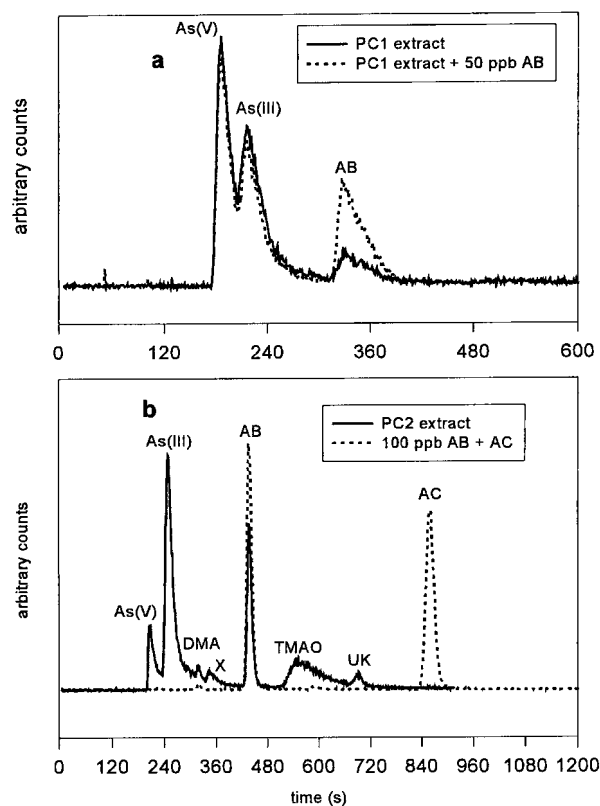 As(V)
a
PC1 extract
PC1 extract + 50 ppb AB
As(III)
AB
arbitrary counts
0 120 240 360 480 600
b
PC2 extract
100 ppb AB + AC
As(III)
AB
AC
As(V)
DMA
X
TMAO
UK
arbitrary counts
0 120 240 360 480 600 720 840 960 1080 1200
time (s)